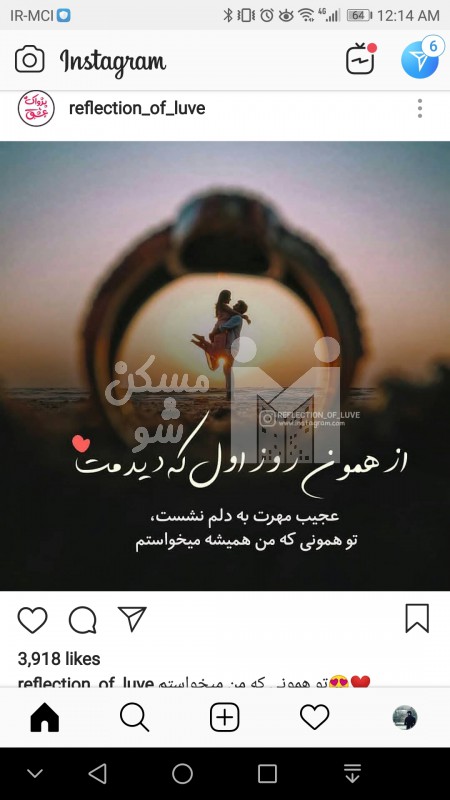 IR-MCI
4G
64
12:14 AM
Instagram
6
پژواک عشق
reflection_of_luve
مسکن
شو
REFLECTION_OF_LUVE
www.instagram.com
از همون روز اول که دیدمت
عجیب مهرت به دلم نشست،
تو همونی که من همیشه میخواستم
3,918 likes
reflection_of_luve تو همونی که من میخواستم😍❤